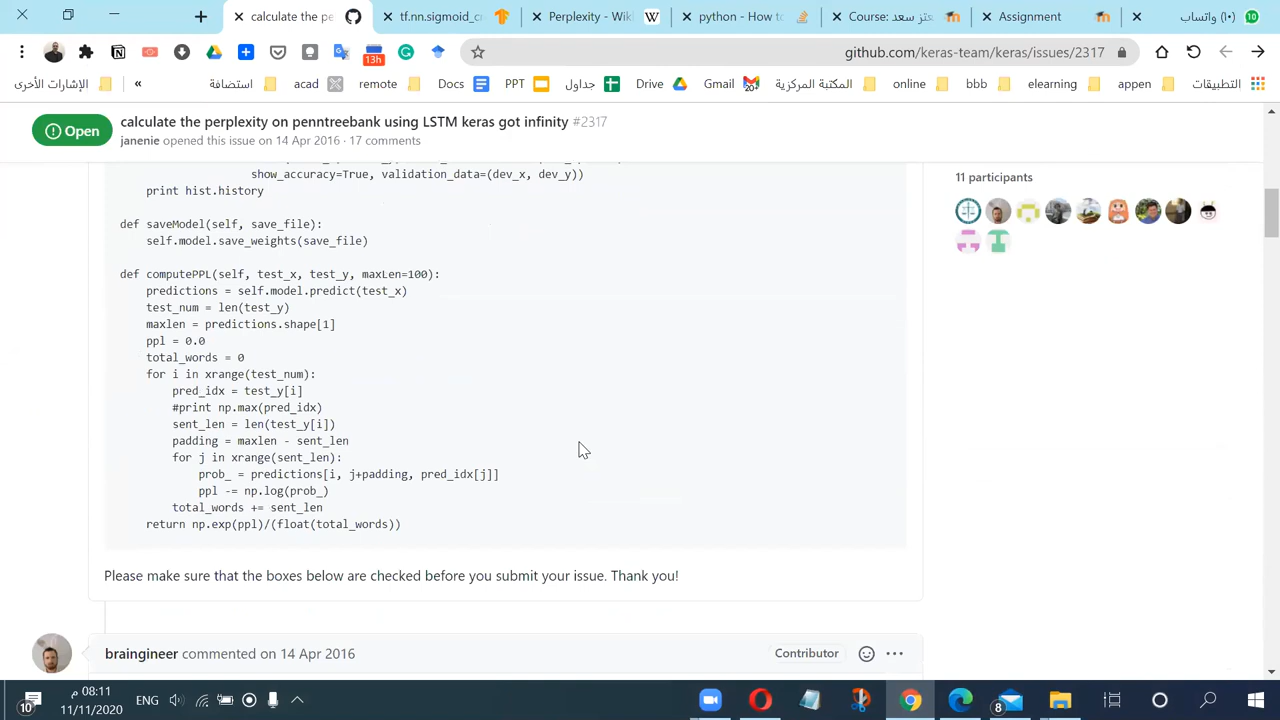 calculate the pe
tf.nn.sigmoid_c
Perplexity - Wiki
python - How to
Course: معتز سعد
Assignment
(١٠) واتساب
10
13h
github.com/keras-team/keras/issues/2317
الإشارات الأخرى
«
استضافة
acad
remote
Docs
PPT
جداول
Drive
Gmail
20+
المكتبة المركزية
online
bbb
elearning
appen
التطبيقات
Open
calculate the perplexity on penntreebank using LSTM keras got infinity #2317
janenie opened this issue on 14 Apr 2016 · 17 comments
11 participants
show_accuracy=True, validation_data=(dev_x, dev_y))
print hist.history
def saveModel(self, save_file):
self.model.save_weights(save_file)
def computePPL(self, test_x, test_y, maxLen=100):
predictions = self.model.predict(test_x)
test_num = len(test_y)
maxlen = predictions.shape[1]
ppl = 0.0
total_words = 0
for i in xrange(test_num):
pred_idx = test_y[i]
#print np.max(pred_idx)
sent_len = len(test_y[i])
padding = maxlen - sent_len
for j in xrange(sent_len):
prob_ = predictions[i, j+padding, pred_idx[j]]
ppl -= np.log(prob_)
total_words += sent_len
return np.exp(ppl)/(float(total_words))
Please make sure that the boxes below are checked before you submit your issue. Thank you!
braingineer commented on 14 Apr 2016
Contributor
10
08:11 م
11/11/2020
ENG
8